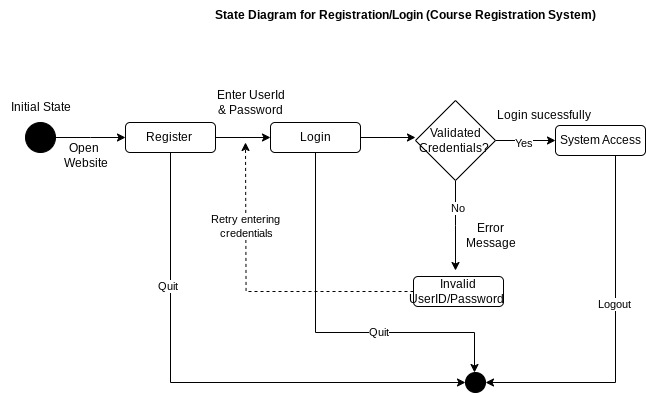 State Diagram for Registration/Login (Course Registration System)
Initial State
Open
Website
Register
Enter UserId
& Password
Login
Validated
Credentials?
Login sucessfully
Yes
System Access
No
Error
Message
Retry entering
credentials
Invalid
UserID/Password
Quit
Quit
Logout